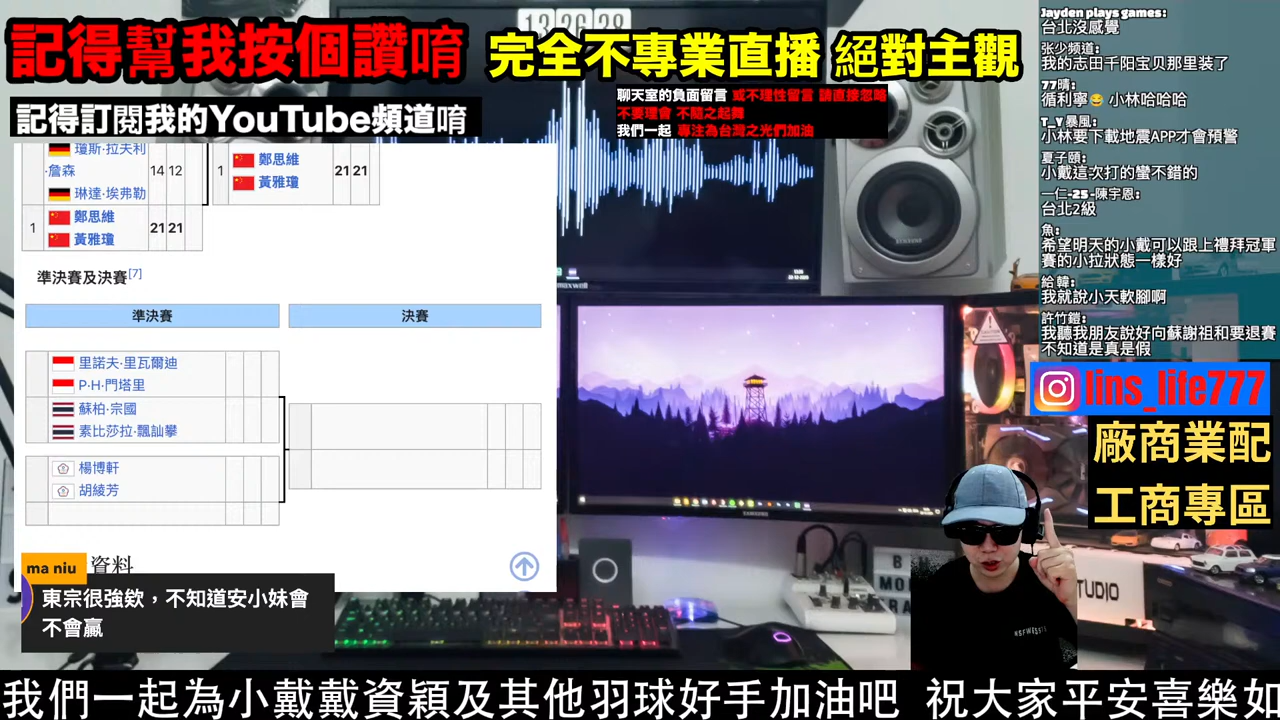 記得幫我按個讚唷
完全不專業直播 絕對主觀
記得訂閱我的YouTube頻道唷
聊天室的負面留言 或不理性留言 請直接忽略
不要理會 不隨之起舞
我們一起 專注為台灣之光們加油
瓊斯·拉夫利
·詹森
琳達·埃弗勒
14 12
1
鄭思維
黃雅瓊
21 21
1
鄭思維
黃雅瓊
21 21
準決賽及決賽[7]
準決賽
決賽
里諾夫·里瓦爾迪
P·H·門塔里
蘇柏·宗國
素比莎拉·飄訕攀
楊博軒
胡綾芳
資料
ma niu
東宗很強欸，不知道安小妹會
不會贏
Jayden plays games:
台北沒感覺
张少频道:
我的志田千阳宝贝那里装了
77晴:
循利寧😂 小林哈哈哈
T_Y暴風:
小林要下載地震APP才會預警
夏子頤:
小戴這次打的蠻不錯的
一仁-25-陳宇恩:
台北2級
魚:
希望明天的小戴可以跟上禮拜冠軍
賽的小拉狀態一樣好
給韓:
我就說小天軟腳啊
許竹鎧:
我聽我朋友說好向蘇謝祖和要退賽
不知道是真是假
lins_life777
廠商業配
工商專區
SAMSUNG
TUDIO
我們一起為小戴戴資穎及其他羽球好手加油吧 祝大家平安喜樂如